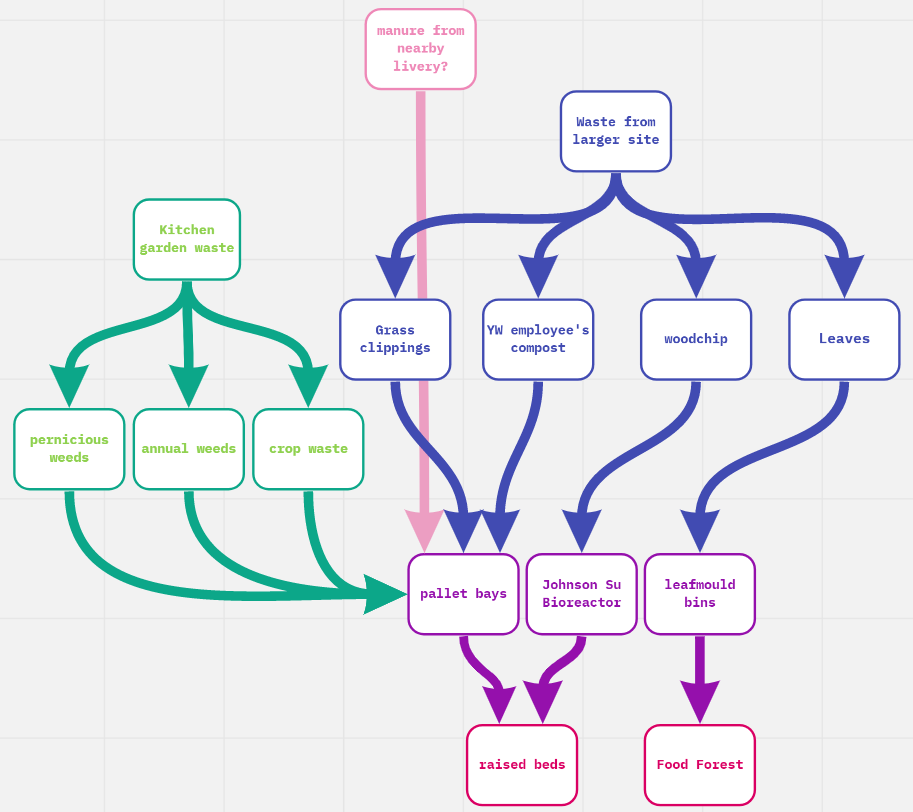 manure from
nearby
livery?
Waste from
larger site
Kitchen
garden waste
Grass
clippings
YW employee's
compost
woodchip
Leaves
pernicious
weeds
annual weeds
crop waste
pallet bays
Johnson Su
Bioreactor
leafmould
bins
raised beds
Food Forest